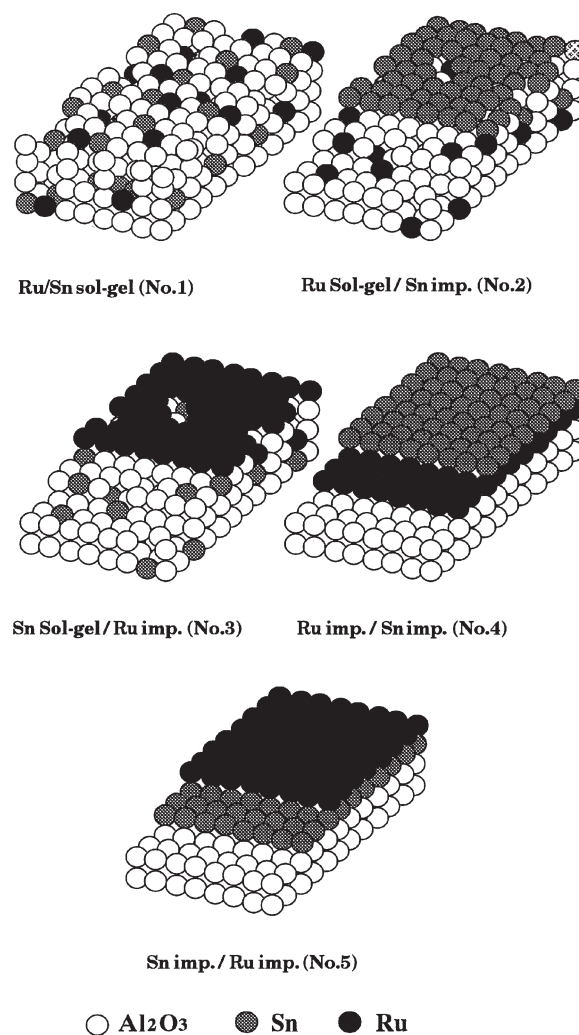 Ru/Sn sol-gel (No.1)
Ru Sol-gel / Sn imp. (No.2)
Sn Sol-gel / Ru imp. (No.3)
Ru imp. / Sn imp. (No.4)
Sn imp. / Ru imp. (No.5)
Al2O3 Sn Ru